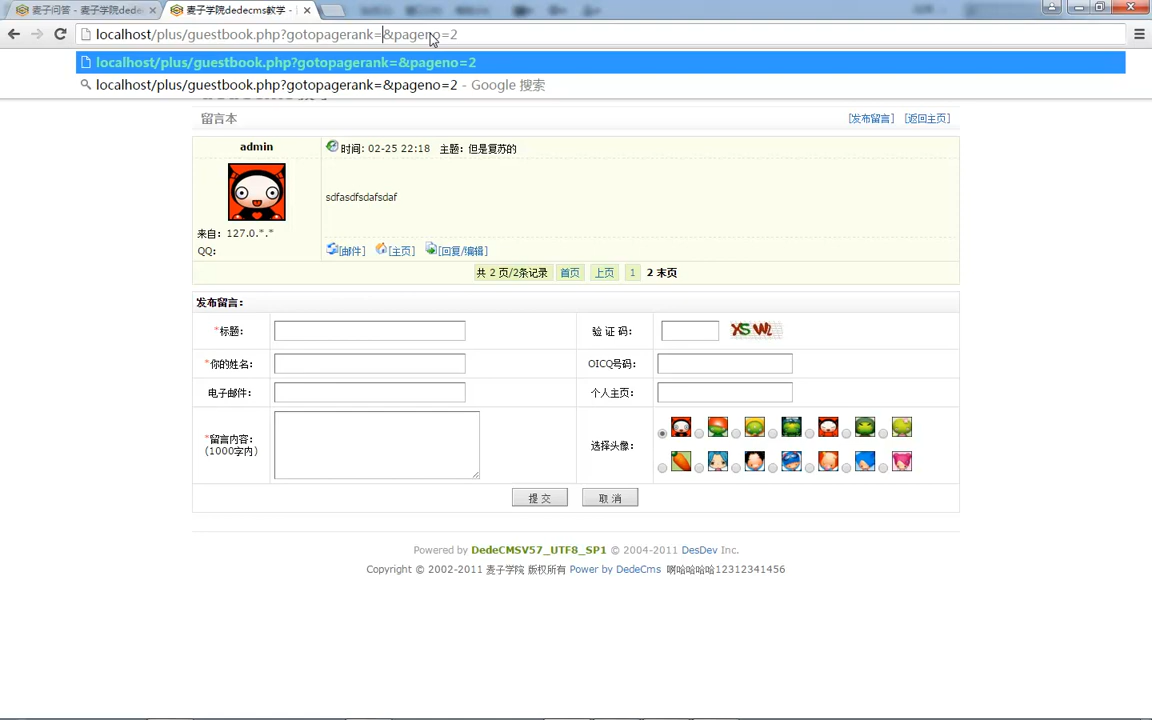 麦子问答 - 麦子学院dede
麦子学院dedecms教学 -
localhost/plus/guestbook.php?gotopagerank=&pageno=2
localhost/plus/guestbook.php?gotopagerank=&pageno=2
localhost/plus/guestbook.php?gotopagerank=&pageno=2 - Google 搜索
留言本 [发布留言] [返回主页]
admin
时间: 02-25 22:18 主题: 但是复苏的
sdfasdfsdafsdaf
来自: 127.0.*.*
QQ:
[邮件] [主页] [回复/编辑]
共 2 页/2条记录 首页 上页 1 2 末页
发布留言:
*标题: 验 证 码: XSWL
*你的姓名: OICQ号码:
电子邮件: 个人主页:
*留言内容: 选择头像:
(1000字内)
提 交 取 消
Powered by DedeCMSV57_UTF8_SP1 © 2004-2011 DesDev Inc.
Copyright © 2002-2011 麦子学院 版权所有 Power by DedeCms 啊哈哈哈哈12312341456